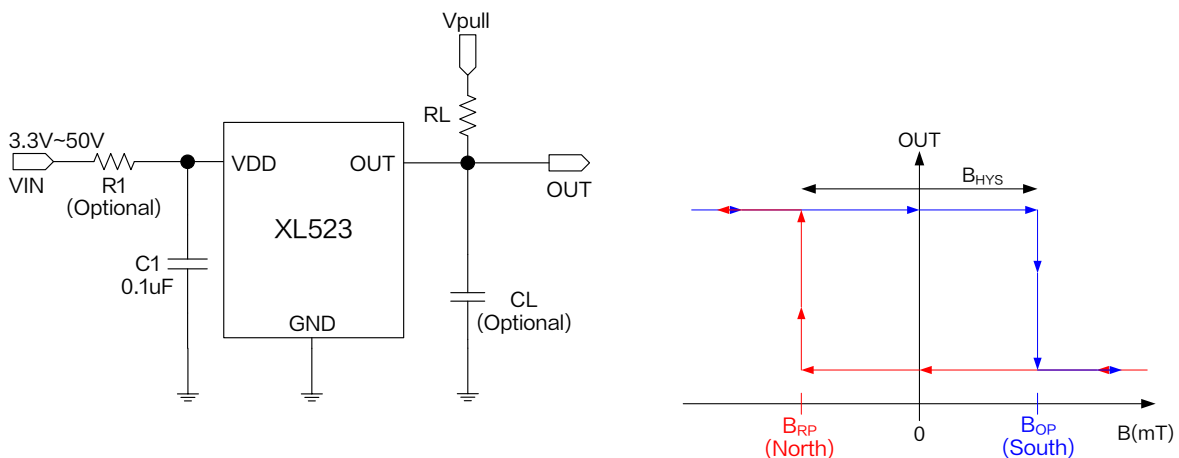 Vpull
RL
3.3V~50V
VIN
R1
(Optional)
VDD
OUT
OUT
XL523
C1
0.1uF
GND
CL
(Optional)
OUT
BHYS
BRP
(North)
0
BOP
(South)
B(mT)